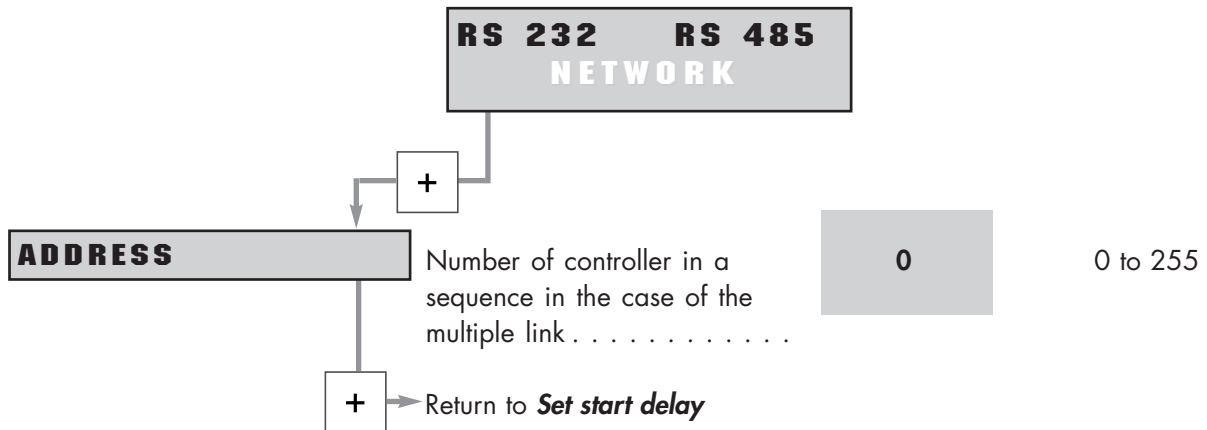 RS 232 RS 485
NETWORK
+
ADDRESS
Number of controller in a
sequence in the case of the
multiple link . . . . . . . . . . . .
0
0 to 255
+
Return to Set start delay